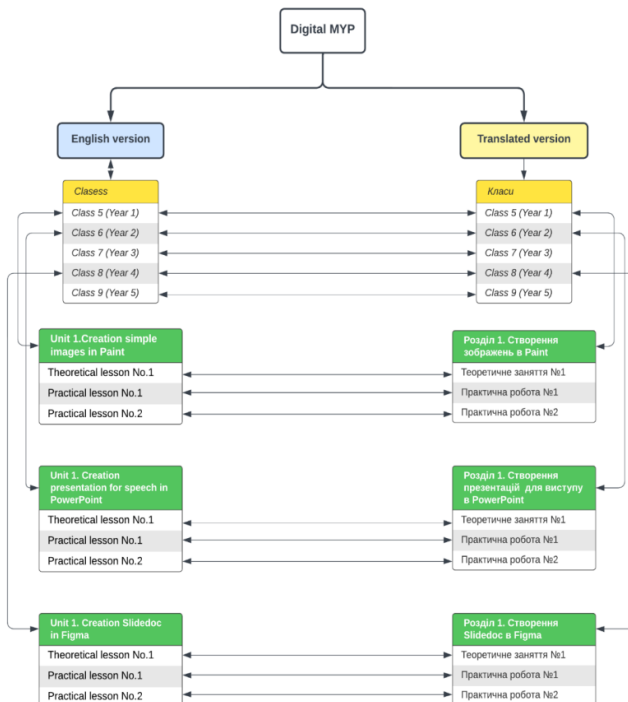 Digital MYP
English version
Translated version
Clasess
Class 5 (Year 1)
Class 6 (Year 2)
Class 7 (Year 3)
Class 8 (Year 4)
Class 9 (Year 5)
Класи
Class 5 (Year 1)
Class 6 (Year 2)
Class 7 (Year 3)
Class 8 (Year 4)
Class 9 (Year 5)
Unit 1.Creation simple
images in Paint
Theoretical lesson No.1
Practical lesson No.1
Practical lesson No.2
Розділ 1. Створення
зображень в Paint
Теоретичне заняття №1
Практична робота №1
Практична робота №2
Unit 1. Creation
presentation for speech in
PowerPoint
Theoretical lesson No.1
Practical lesson No.1
Practical lesson No.2
Розділ 1. Створення
презентацій для виступу
в PowerPoint
Теоретичне заняття №1
Практична робота №1
Практична робота №2
Unit 1. Creation Slidedoc
in Figma
Theoretical lesson No.1
Practical lesson No.1
Practical lesson No.2
Розділ 1. Створення
Slidedoc в Figma
Теоретичне заняття №1
Практична робота №1
Практична робота №2